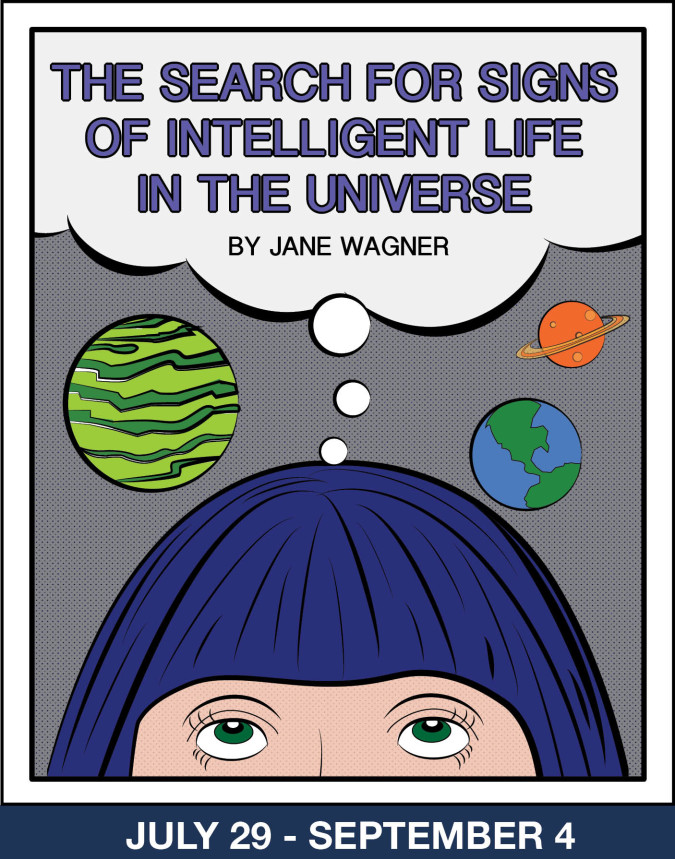 THE SEARCH FOR SIGNS
OF INTELLIGENT LIFE
IN THE UNIVERSE
BY JANE WAGNER
JULY 29 - SEPTEMBER 4